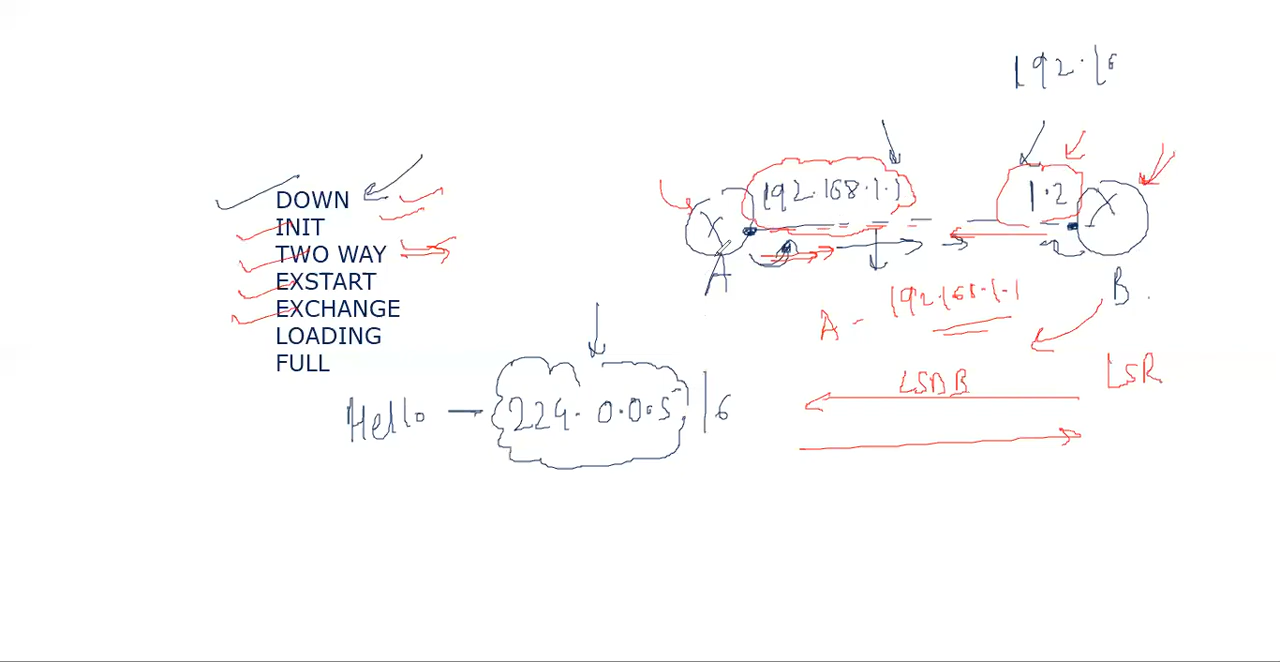 192.16
192.168.1.1
1.2
DOWN
INIT
TWO WAY
EXSTART
EXCHANGE
LOADING
FULL
A
B.
A - 192.168.1.1
LSDB
LSR
Hello — 224.0.0.5 / 6